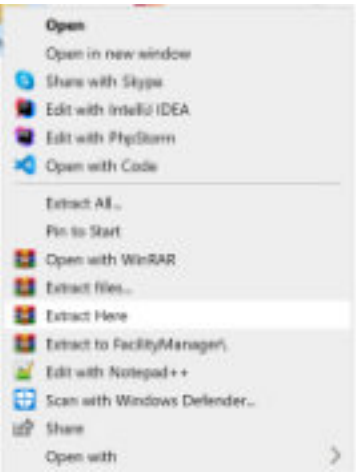 Open
Open in new window
Share with Skype
Edit with IntelliJ IDEA
Edit with PhpStorm
Open with Code
Extract All...
Pin to Start
Open with WinRAR
Extract files...
Extract Here
Extract to FacilityManager\
Edit with Notepad++
Scan with Windows Defender...
Share
Open with